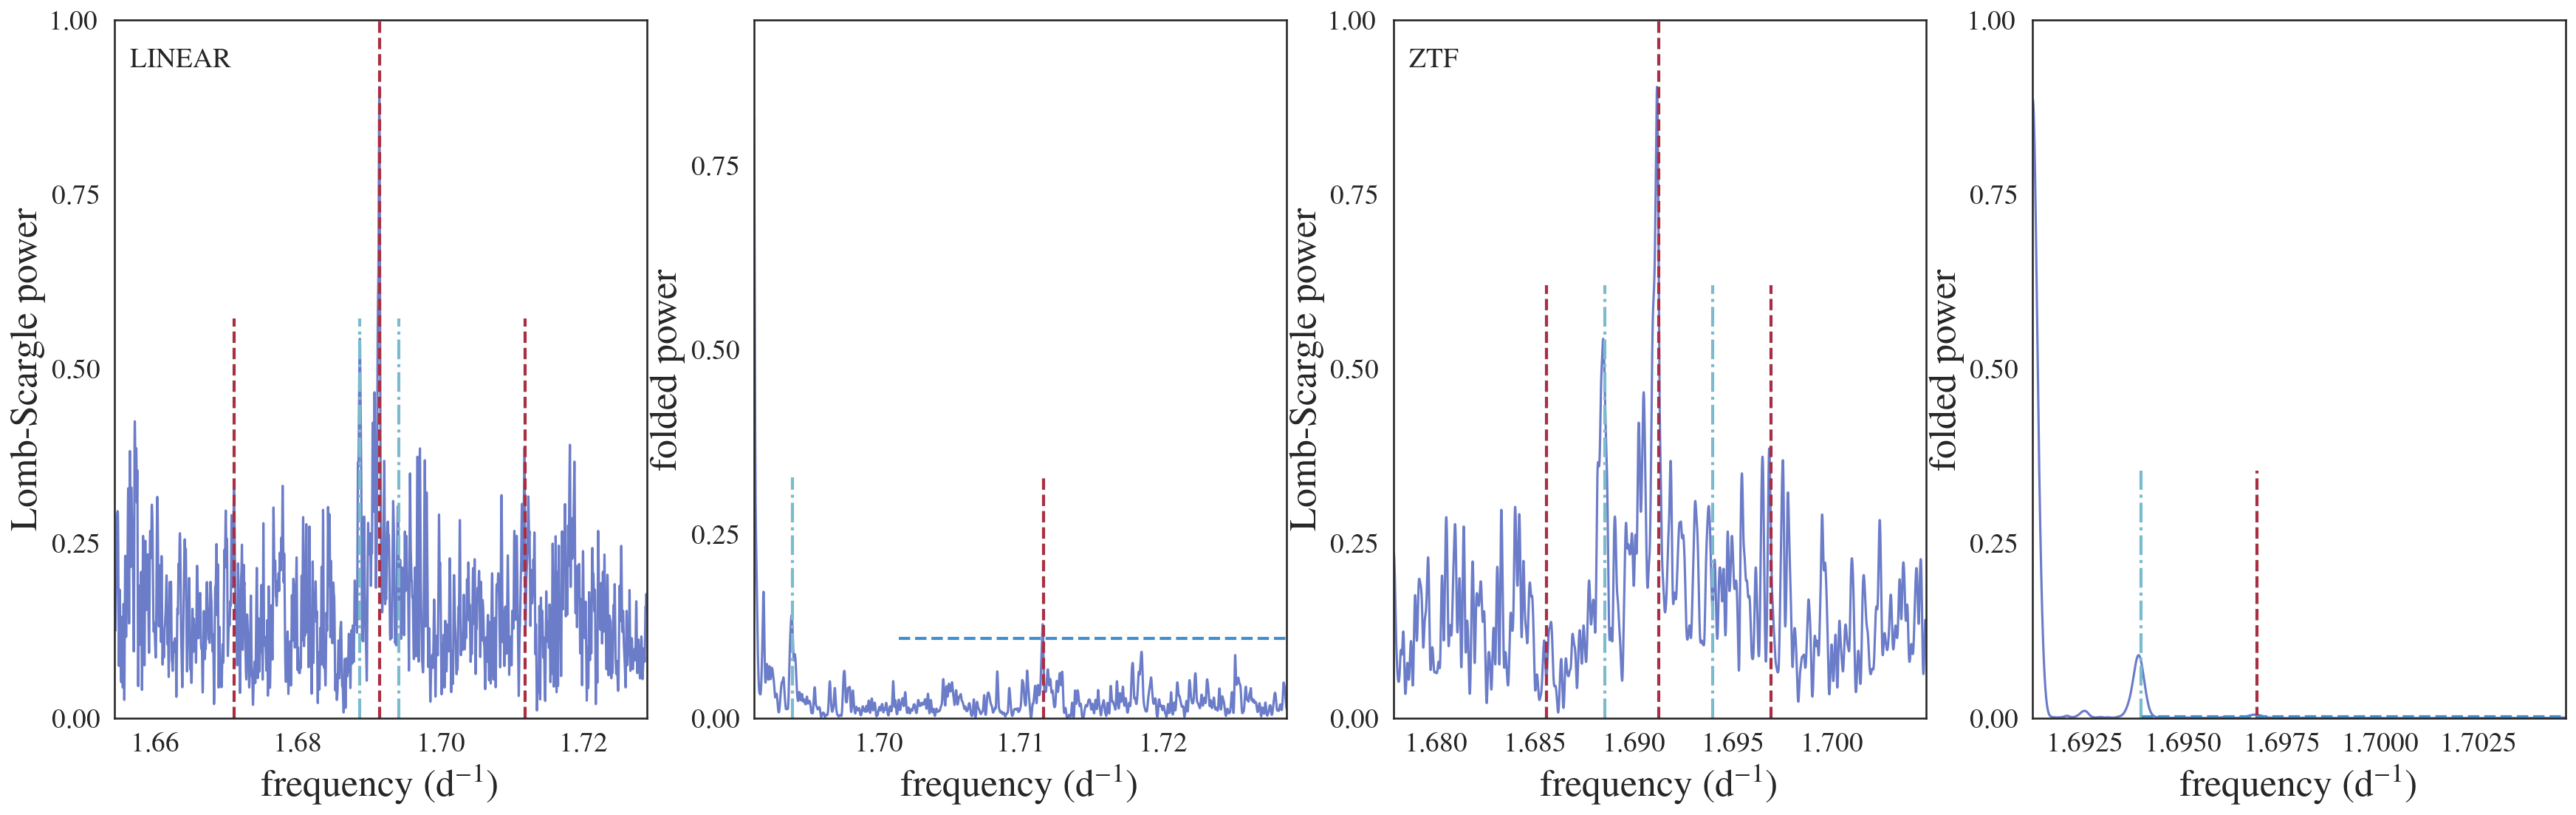 LINEAR
Lomb-Scargle power
1.00
0.75
0.50
0.25
0.00
1.66 1.68 1.70 1.72
frequency (d⁻¹)
folded power
0.75
0.50
0.25
0.00
1.70 1.71 1.72
frequency (d⁻¹)
ZTF
Lomb-Scargle power
1.00
0.75
0.50
0.25
0.00
1.680 1.685 1.690 1.695 1.700
frequency (d⁻¹)
folded power
1.00
0.75
0.50
0.25
0.00
1.6925 1.6950 1.6975 1.7000 1.7025
frequency (d⁻¹)